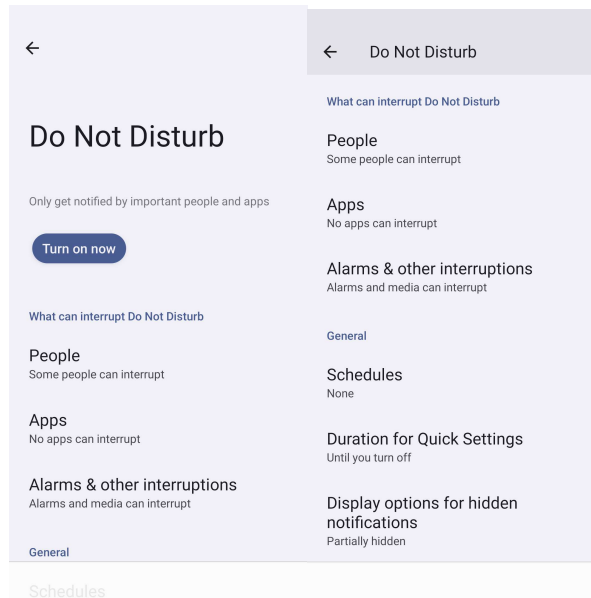 Do Not Disturb
Only get notified by important people and apps
Turn on now
What can interrupt Do Not Disturb
People
Some people can interrupt
Apps
No apps can interrupt
Alarms & other interruptions
Alarms and media can interrupt
General
Schedules
Do Not Disturb
What can interrupt Do Not Disturb
People
Some people can interrupt
Apps
No apps can interrupt
Alarms & other interruptions
Alarms and media can interrupt
General
Schedules
None
Duration for Quick Settings
Until you turn off
Display options for hidden
notifications
Partially hidden